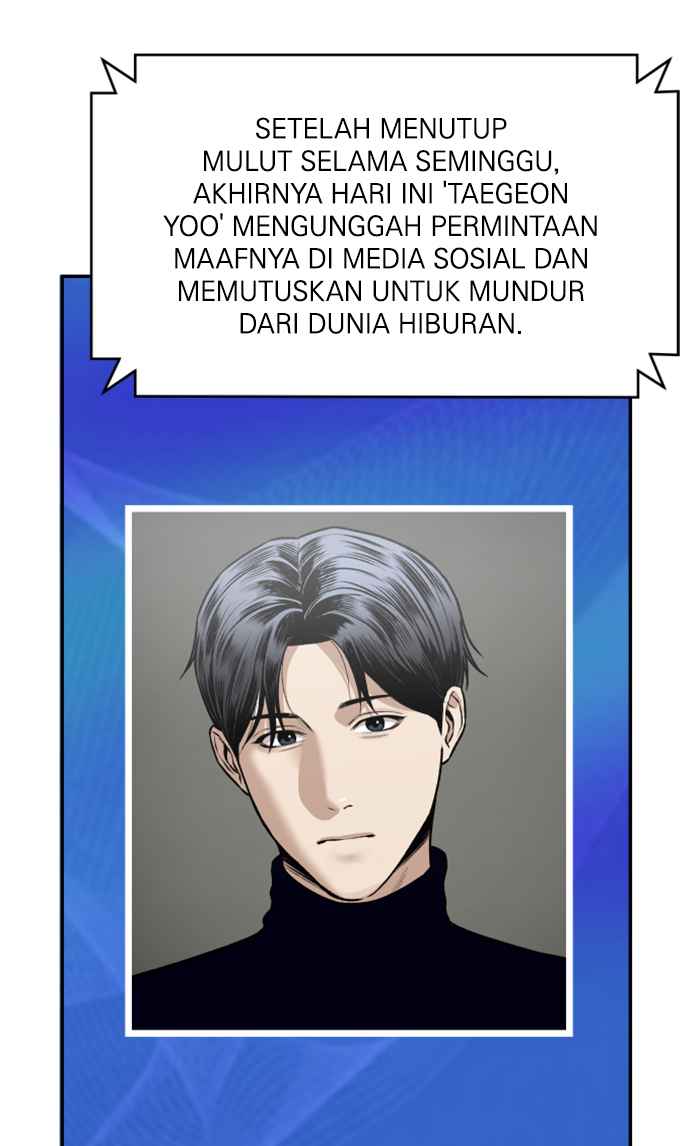 SETELAH MENUTUP
MULUT SELAMA SEMINGGU,
AKHIRNYA HARI INI 'TAEGEON
YOO' MENGUNGGAH PERMINTAAN
MAAFNYA DI MEDIA SOSIAL DAN
MEMUTUSKAN UNTUK MUNDUR
DARI DUNIA HIBURAN.